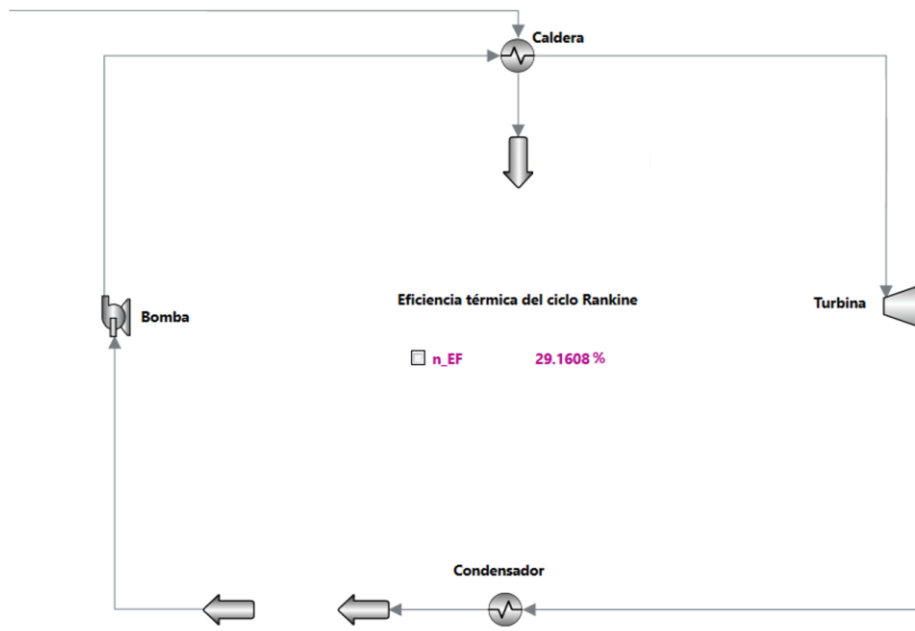 Caldera
Eficiencia térmica del ciclo Rankine
Turbina
Bomba
n_EF 29.1608 %
Condensador